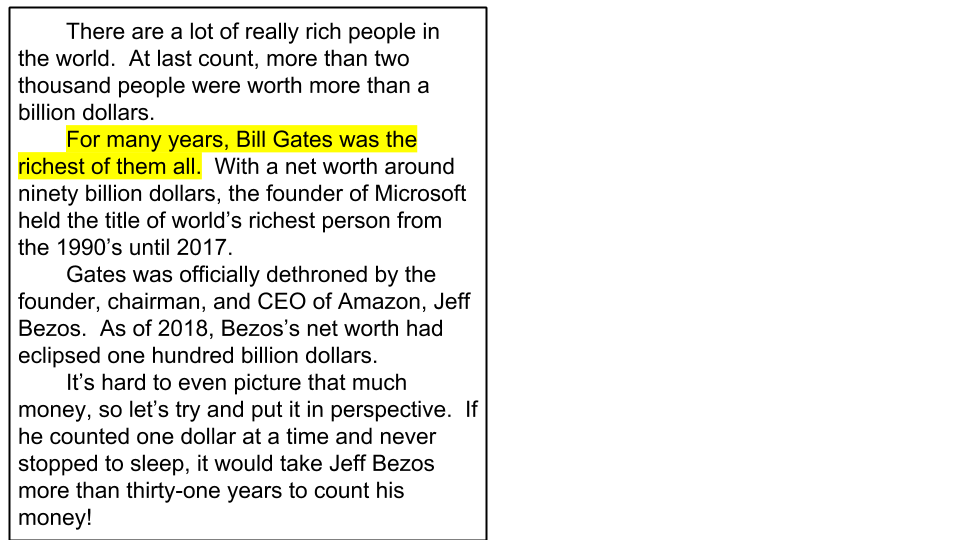 There are a lot of really rich people in
the world.  At last count, more than two
thousand people were worth more than a
billion dollars.
For many years, Bill Gates was the
richest of them all.  With a net worth around
ninety billion dollars, the founder of Microsoft
held the title of world’s richest person from
the 1990’s until 2017.
Gates was officially dethroned by the
founder, chairman, and CEO of Amazon, Jeff
Bezos.  As of 2018, Bezos’s net worth had
eclipsed one hundred billion dollars.
It’s hard to even picture that much
money, so let’s try and put it in perspective.  If
he counted one dollar at a time and never
stopped to sleep, it would take Jeff Bezos
more than thirty-one years to count his
money!